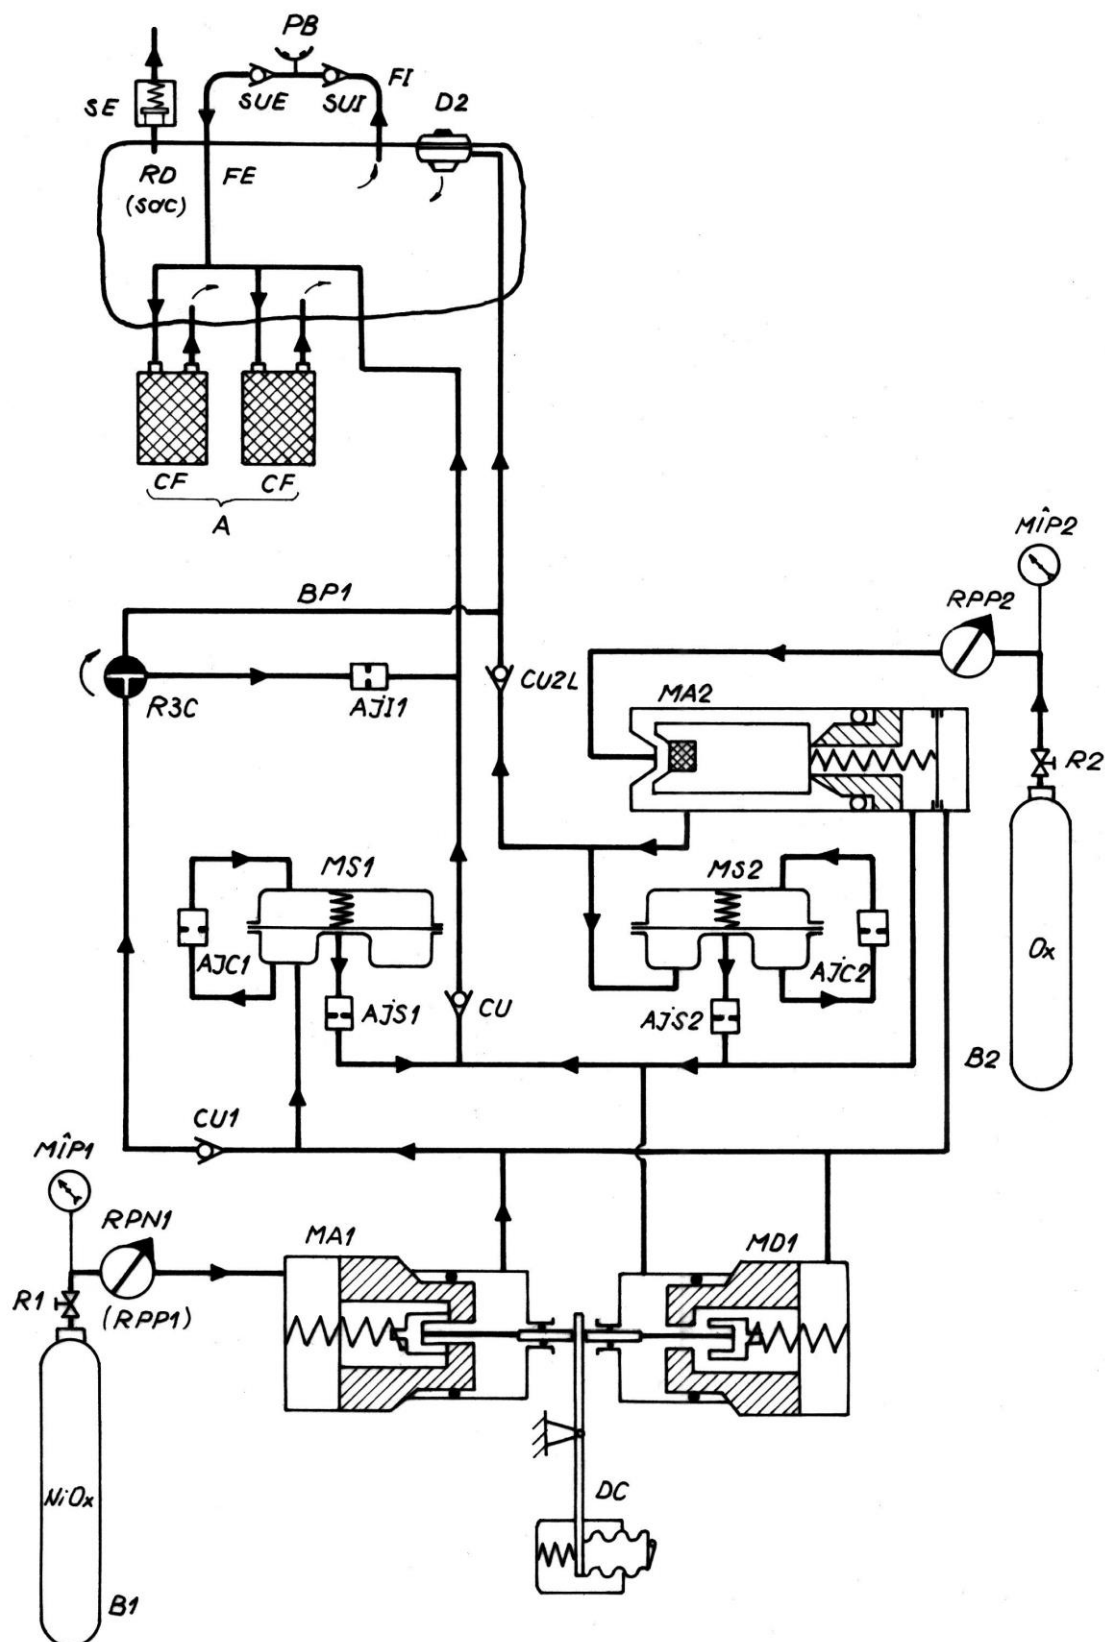 PB
SE
SUE
SUI
FI
D2
RD
(sac)
FE
CF
CF
A
MÎP2
BP1
RPP2
R3C
AJI1
CU2L
MA2
R2
MS1
MS2
AJC1
AJC2
Ox
AJS1
CU
AJS2
B2
CU1
MÎP1
RPN1
MA1
MD1
R1
(RPP1)
DC
NiOx
B1